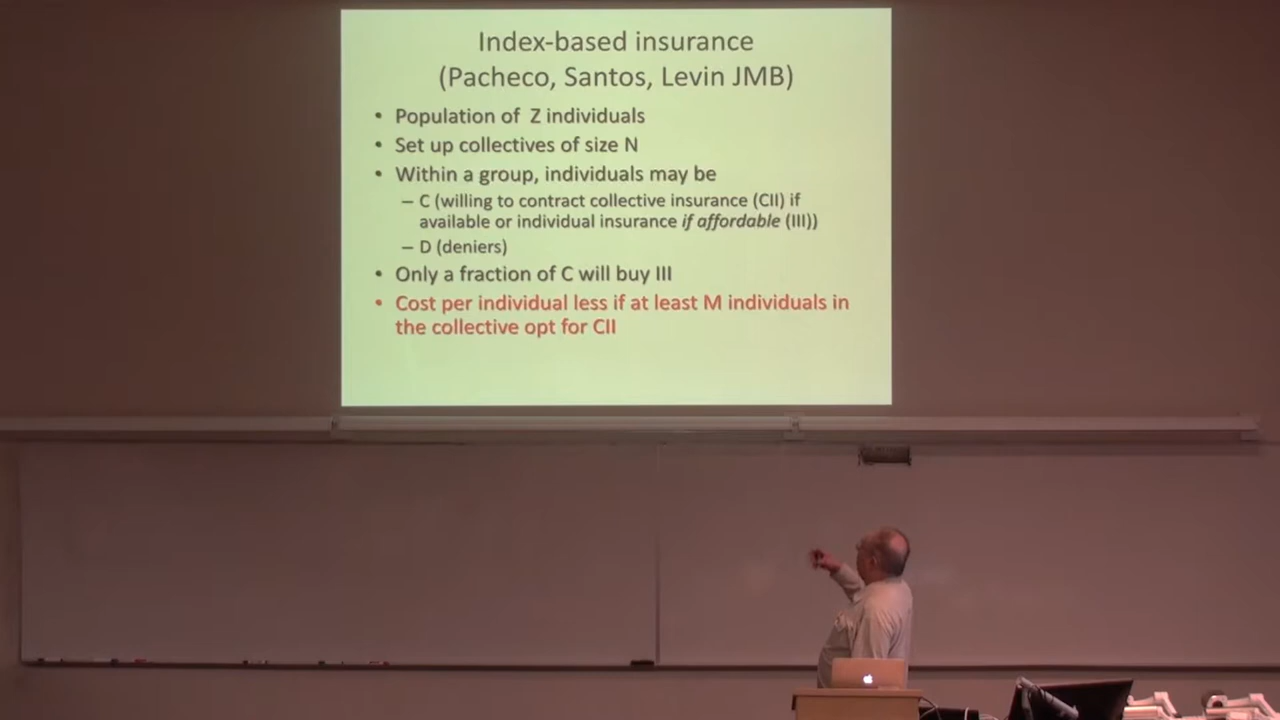 Index-based insurance
(Pacheco, Santos, Levin JMB)
• Population of Z individuals
• Set up collectives of size N
• Within a group, individuals may be
– C (willing to contract collective insurance (CII) if
available or individual insurance if affordable (III))
– D (deniers)
• Only a fraction of C will buy III
• Cost per individual less if at least M individuals in
the collective opt for CII